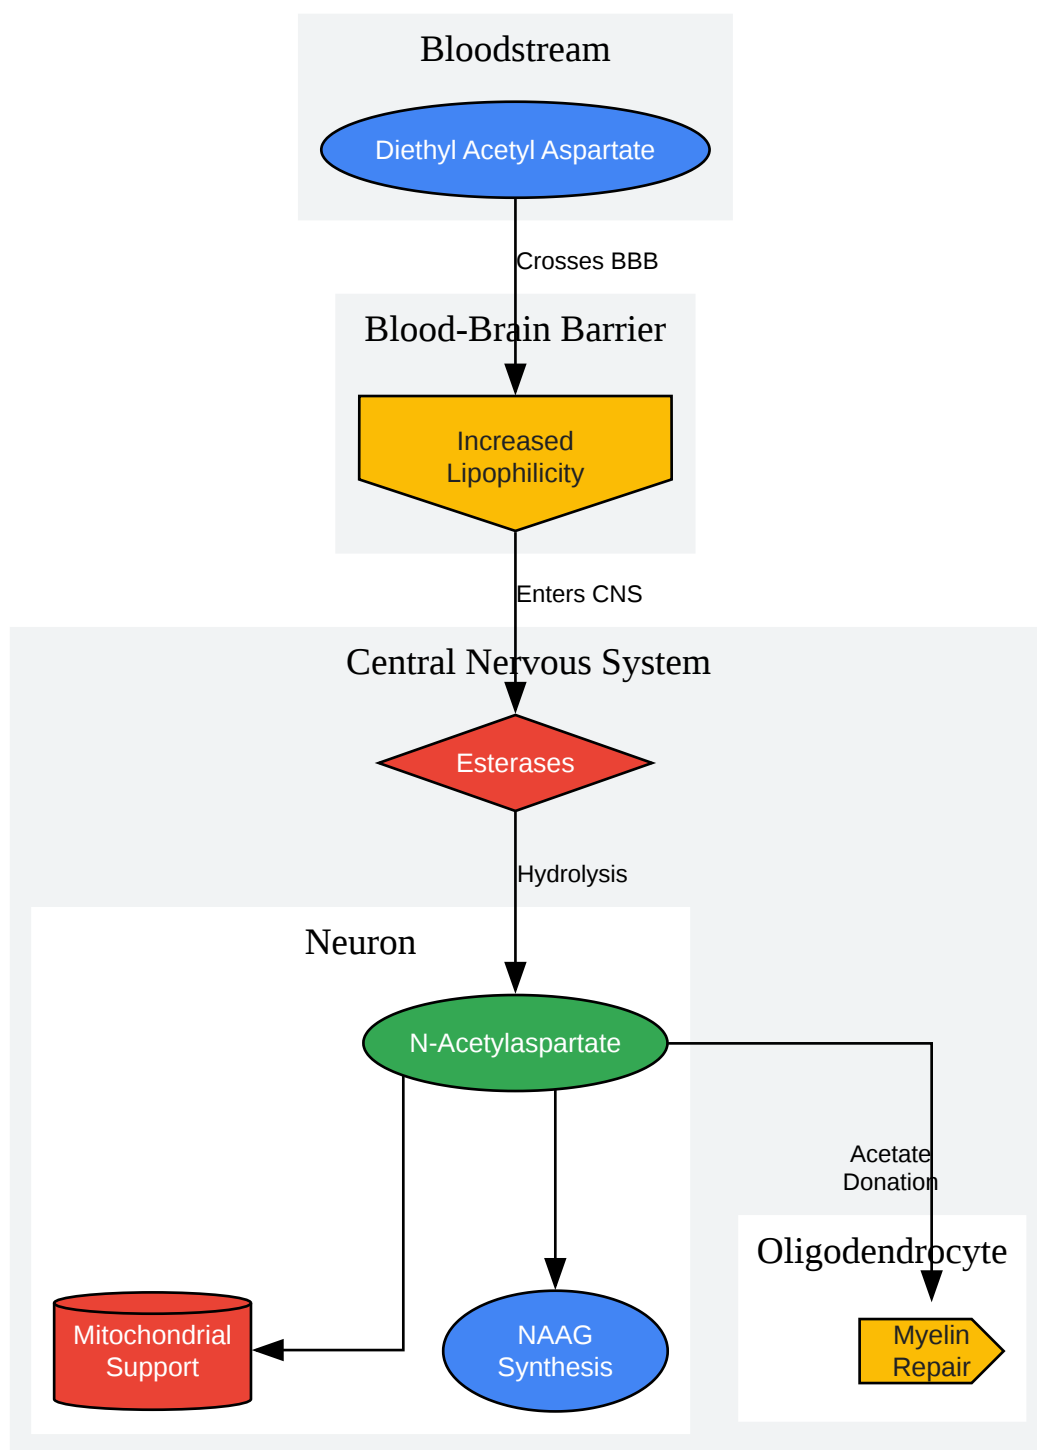 Bloodstream
Diethyl Acetyl Aspartate
Crosses BBB
Blood-Brain Barrier
Increased
Lipophilicity
Enters CNS
Central Nervous System
Esterases
Hydrolysis
Neuron
N-Acetylaspartate
Acetate
Donation
Oligodendrocyte
Mitochondrial
Support
NAAG
Synthesis
Myelin
Repair